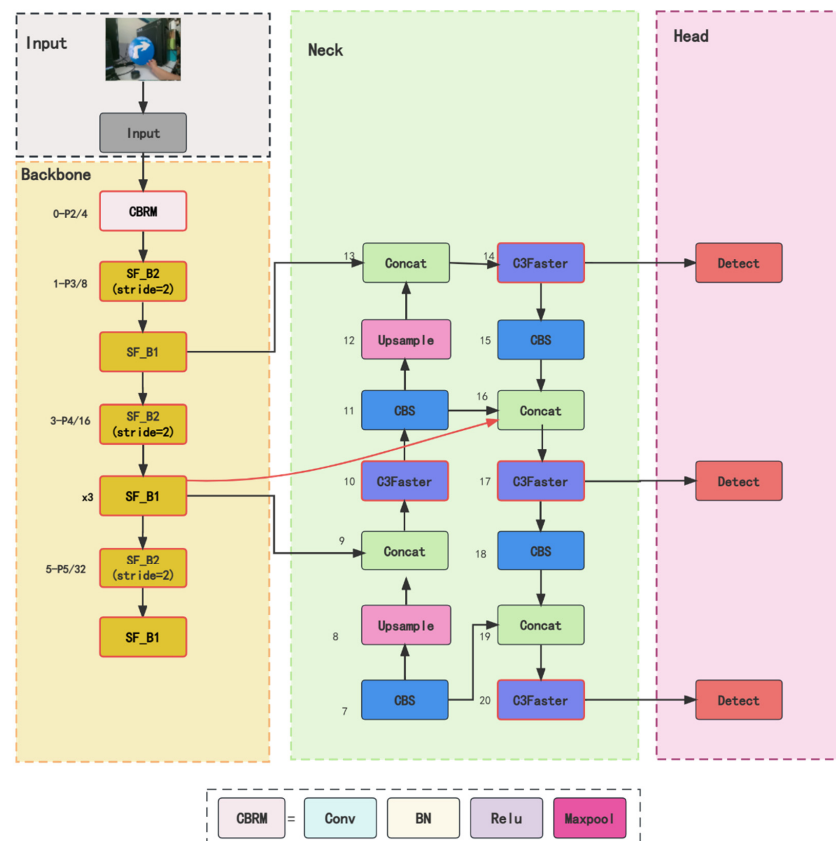 Input
Input
Backbone
0-P2/4
CBRM
1-P3/8
SF_B2
(stride=2)
SF_B1
3-P4/16
SF_B2
(stride=2)
x3
SF_B1
5-P5/32
SF_B2
(stride=2)
SF_B1
Neck
13
Concat
14
C3Faster
12
Upsample
15
CBS
11
CBS
16
Concat
10
C3Faster
17
C3Faster
9
Concat
18
CBS
8
Upsample
19
Concat
7
CBS
20
C3Faster
Head
Detect
Detect
Detect
CBRM = Conv BN Relu Maxpool